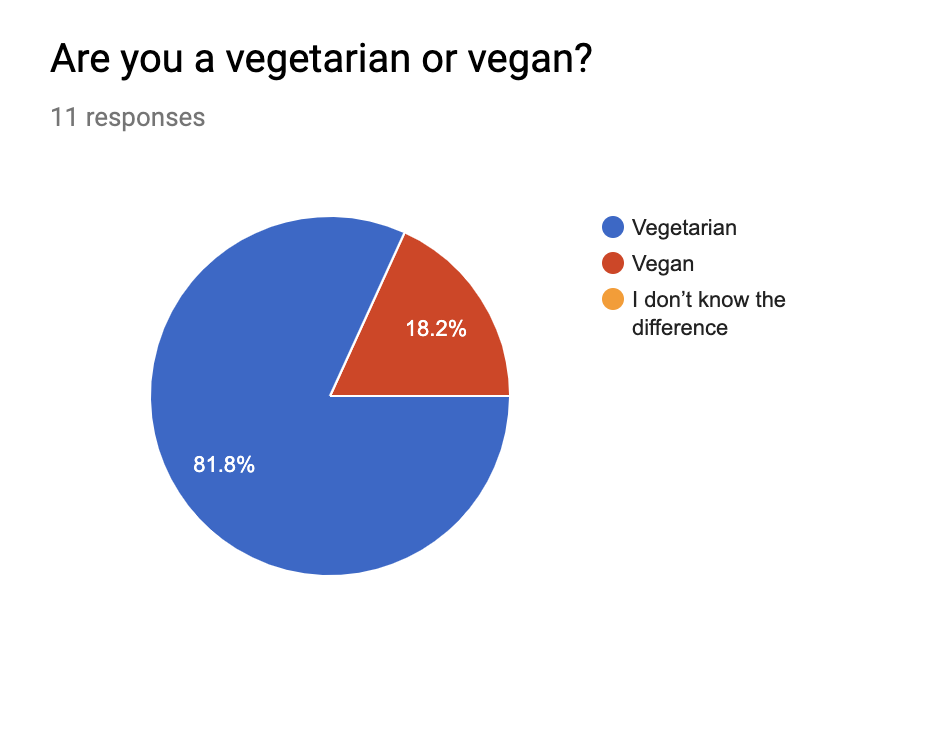 Are you a vegetarian or vegan?
11 responses
Vegetarian
Vegan
I don’t know the
difference
18.2%
81.8%